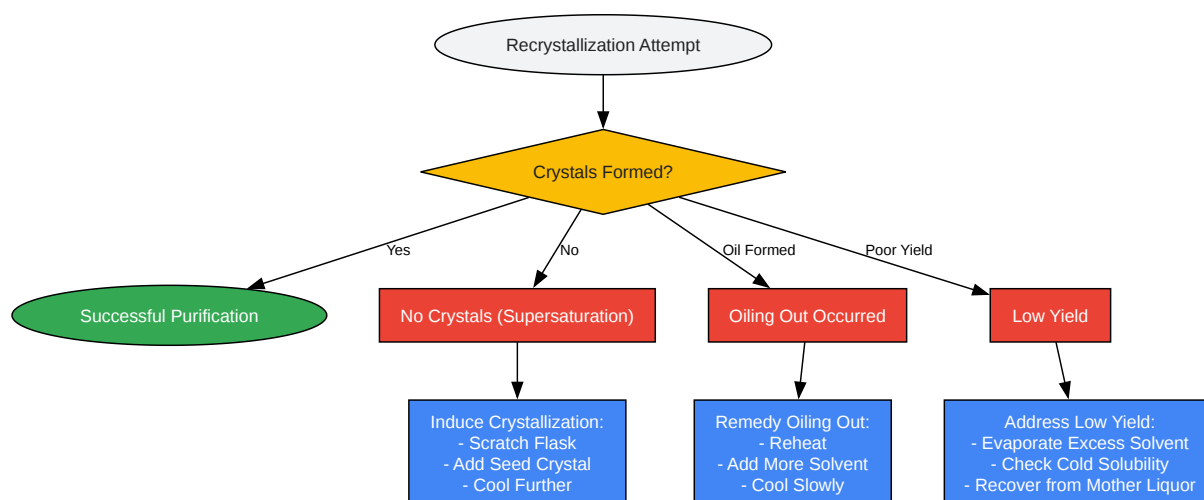 Recrystallization Attempt
Crystals Formed?
Yes
No
Oil Formed
Poor Yield
Successful Purification
No Crystals (Supersaturation)
Oiling Out Occurred
Low Yield
Induce Crystallization:
- Scratch Flask
- Add Seed Crystal
- Cool Further
Remedy Oiling Out:
- Reheat
- Add More Solvent
- Cool Slowly
Address Low Yield:
- Evaporate Excess Solvent
- Check Cold Solubility
- Recover from Mother Liquor